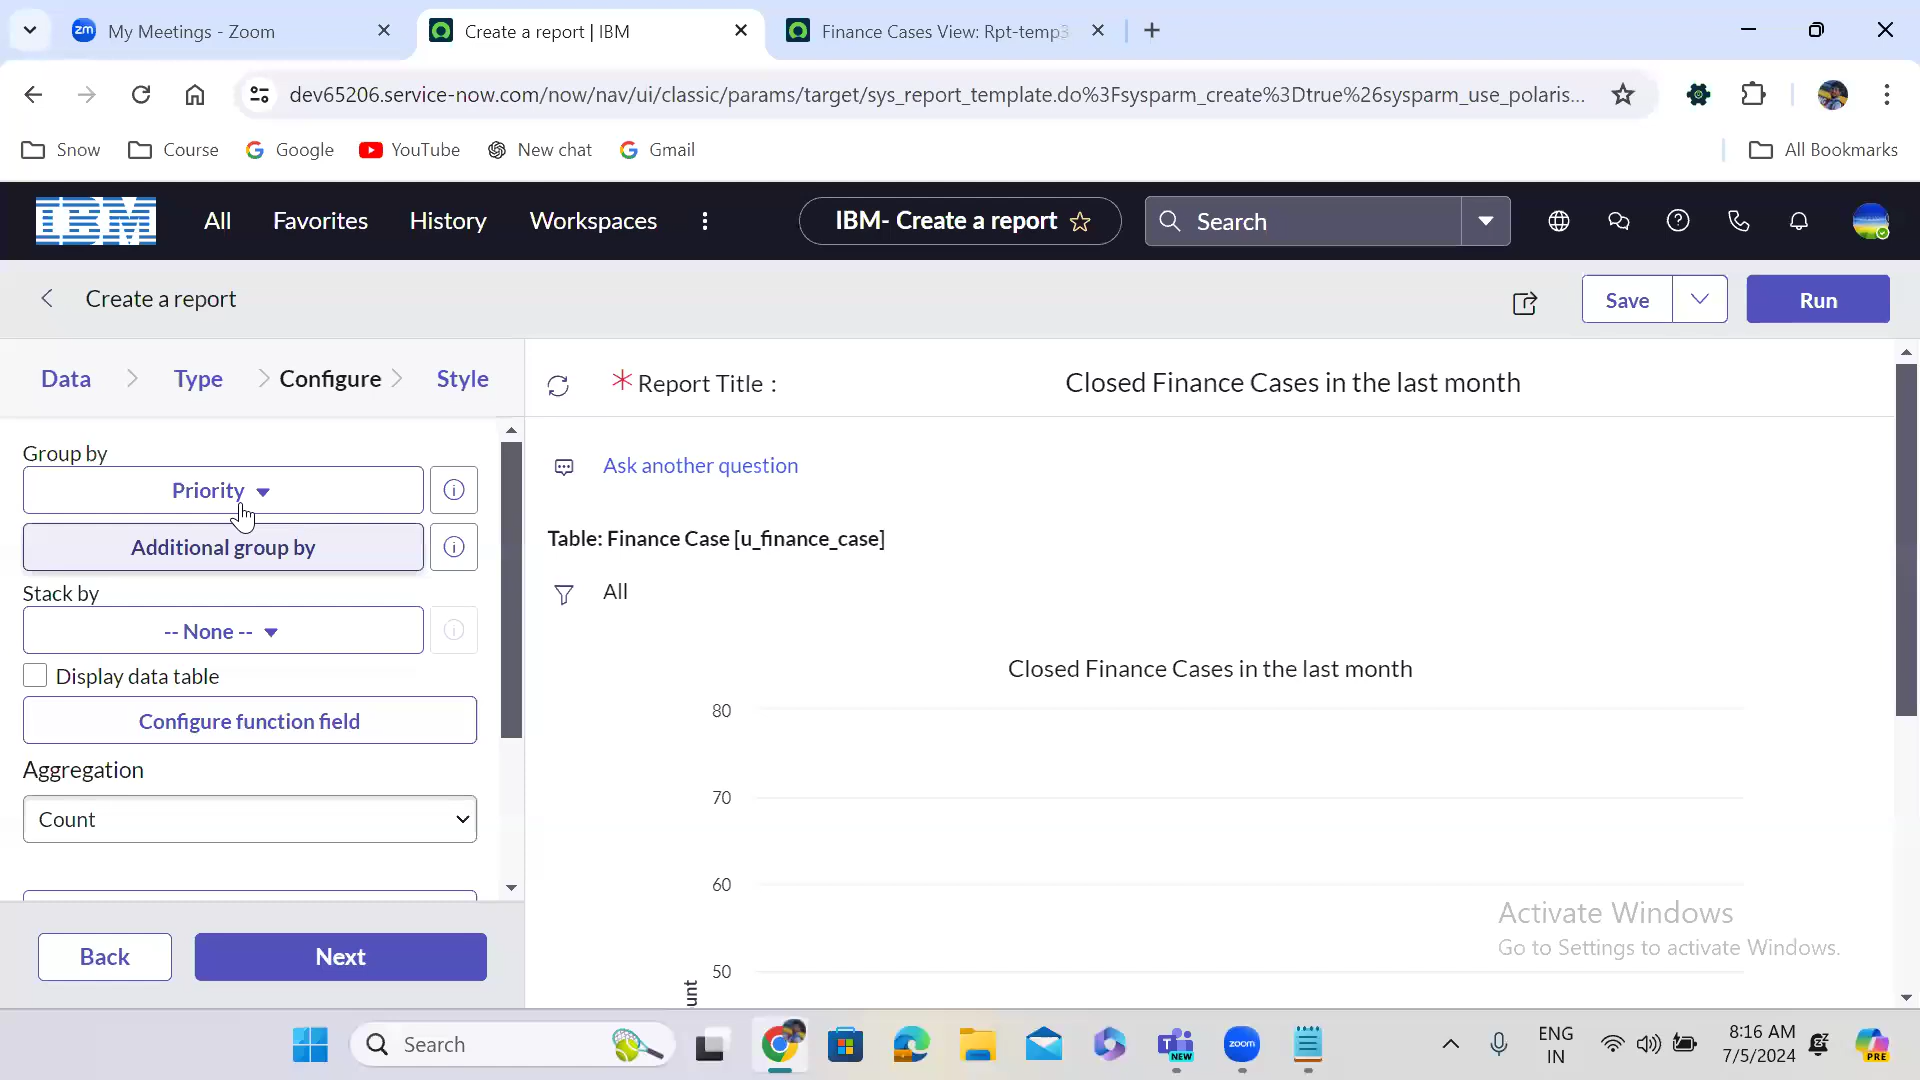 zm My Meetings - Zoom
Create a report | IBM
Finance Cases View: Rpt-temp3
dev65206.service-now.com/now/nav/ui/classic/params/target/sys_report_template.do%3Fsysparm_create%3Dtrue%26sysparm_use_polaris...
Snow
Course
Google
YouTube
New chat
Gmail
All Bookmarks
IBM
All
Favorites
History
Workspaces
IBM- Create a report
Search
Create a report
Save
Run
Data
Type
Configure
Style
* Report Title :
Closed Finance Cases in the last month
Group by
Priority
Additional group by
Stack by
-- None --
Display data table
Configure function field
Aggregation
Count
Back
Next
Ask another question
Table: Finance Case [u_finance_case]
All
Closed Finance Cases in the last month
80
70
60
50
unt
Activate Windows
Go to Settings to activate Windows.
Search
NEW
zoom
ENG
IN
8:16 AM
7/5/2024
PRE